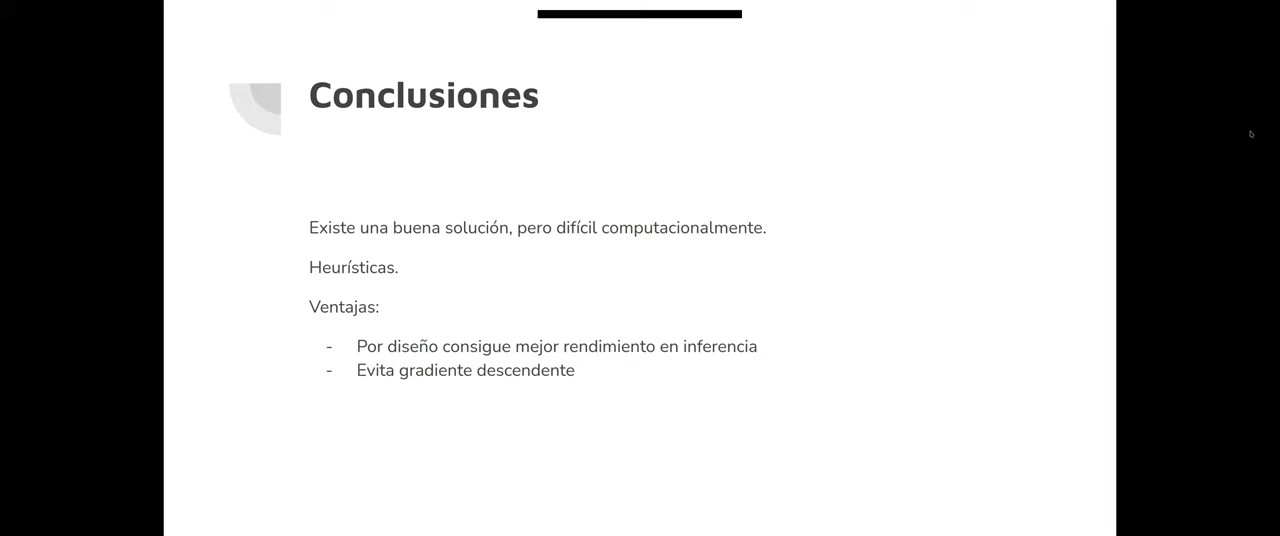 Conclusiones
Existe una buena solución, pero difícil computacionalmente.
Heurísticas.
Ventajas:
- Por diseño consigue mejor rendimiento en inferencia
- Evita gradiente descendente